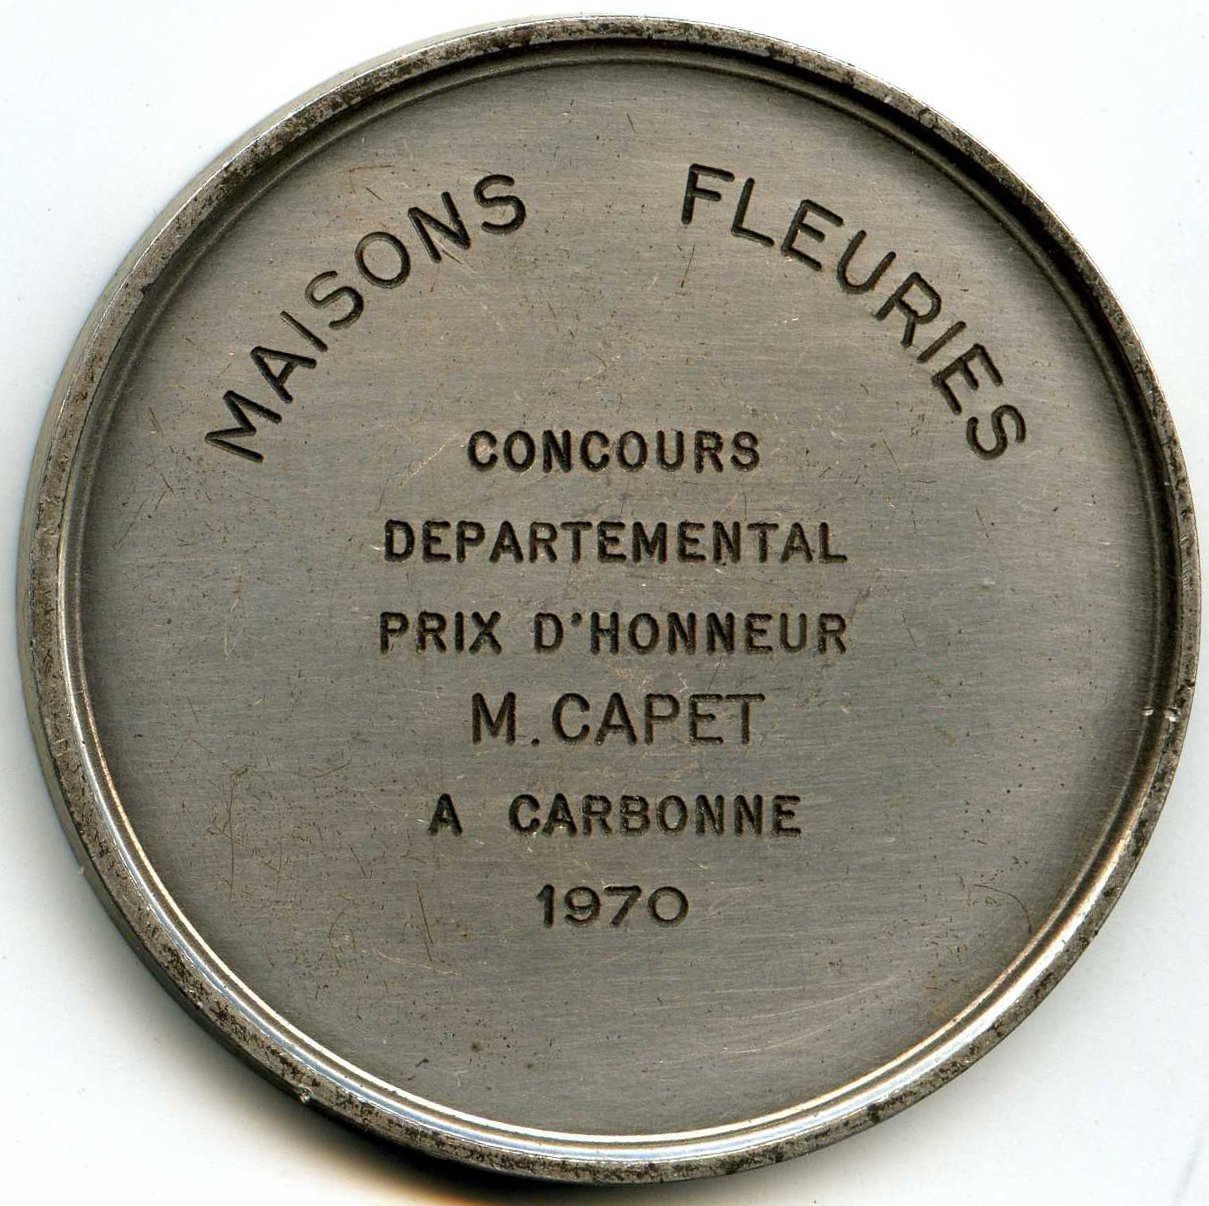 MAISONS FLEURIES
CONCOURS
DEPARTEMENTAL
PRIX D'HONNEUR
M. CAPET
A CARBONNE
1970